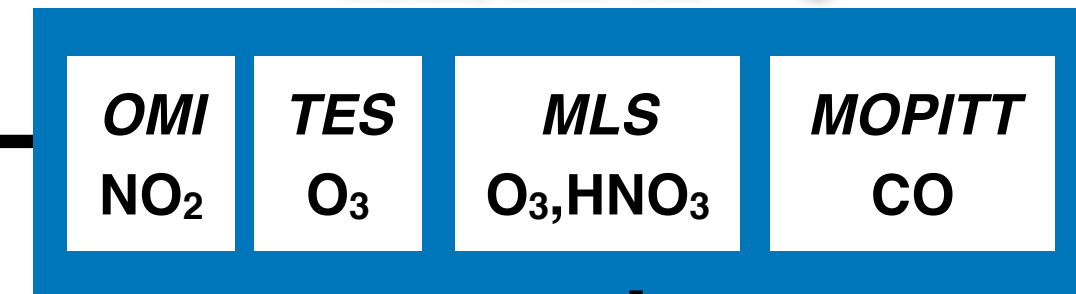 OMI
NO₂
TES
O₃
MLS
O₃,HNO₃
MOPITT
CO